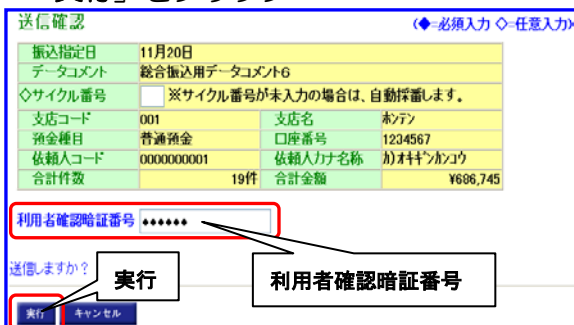 送信確認 (◆=必須入力 ◇=任意入力)
振込指定日 11月20日
データコメント 総合振込用データコメント6
◇サイクル番号 ※サイクル番号が未入力の場合は、自動採番します。
支店コード 001 支店名 ホンテン
預金種目 普通預金 口座番号 1234567
依頼人コード 0000000001 依頼人カナ名称 カ)オキギンカンコウ
合計件数 19件 合計金額 ¥686,745
利用者確認暗証番号 ◆◆◆◆◆◆
送信しますか?
実行
利用者確認暗証番号
実行 キャンセル